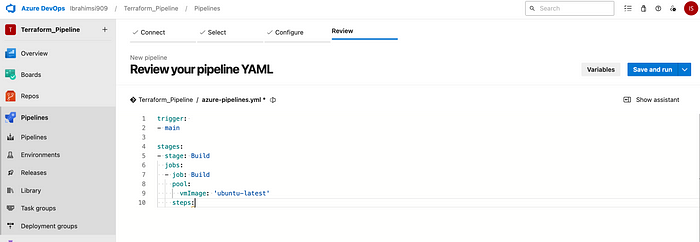 Azure DevOps Ibrahimsi909 / Terraform_Pipeline / Pipelines Search IS
T Terraform_Pipeline +
Connect Select Configure Review
Overview
Boards
Repos
Pipelines
Pipelines
Environments
Releases
Library
Task groups
Deployment groups
New pipeline
Review your pipeline YAML
Variables Save and run
Terraform_Pipeline / azure-pipelines.yml * Show assistant
1 trigger:
2 - main
3
4 stages:
5 - stage: Build
6 jobs:
7 - job: Build
8 pool:
9 vmImage: 'ubuntu-latest'
10 steps: